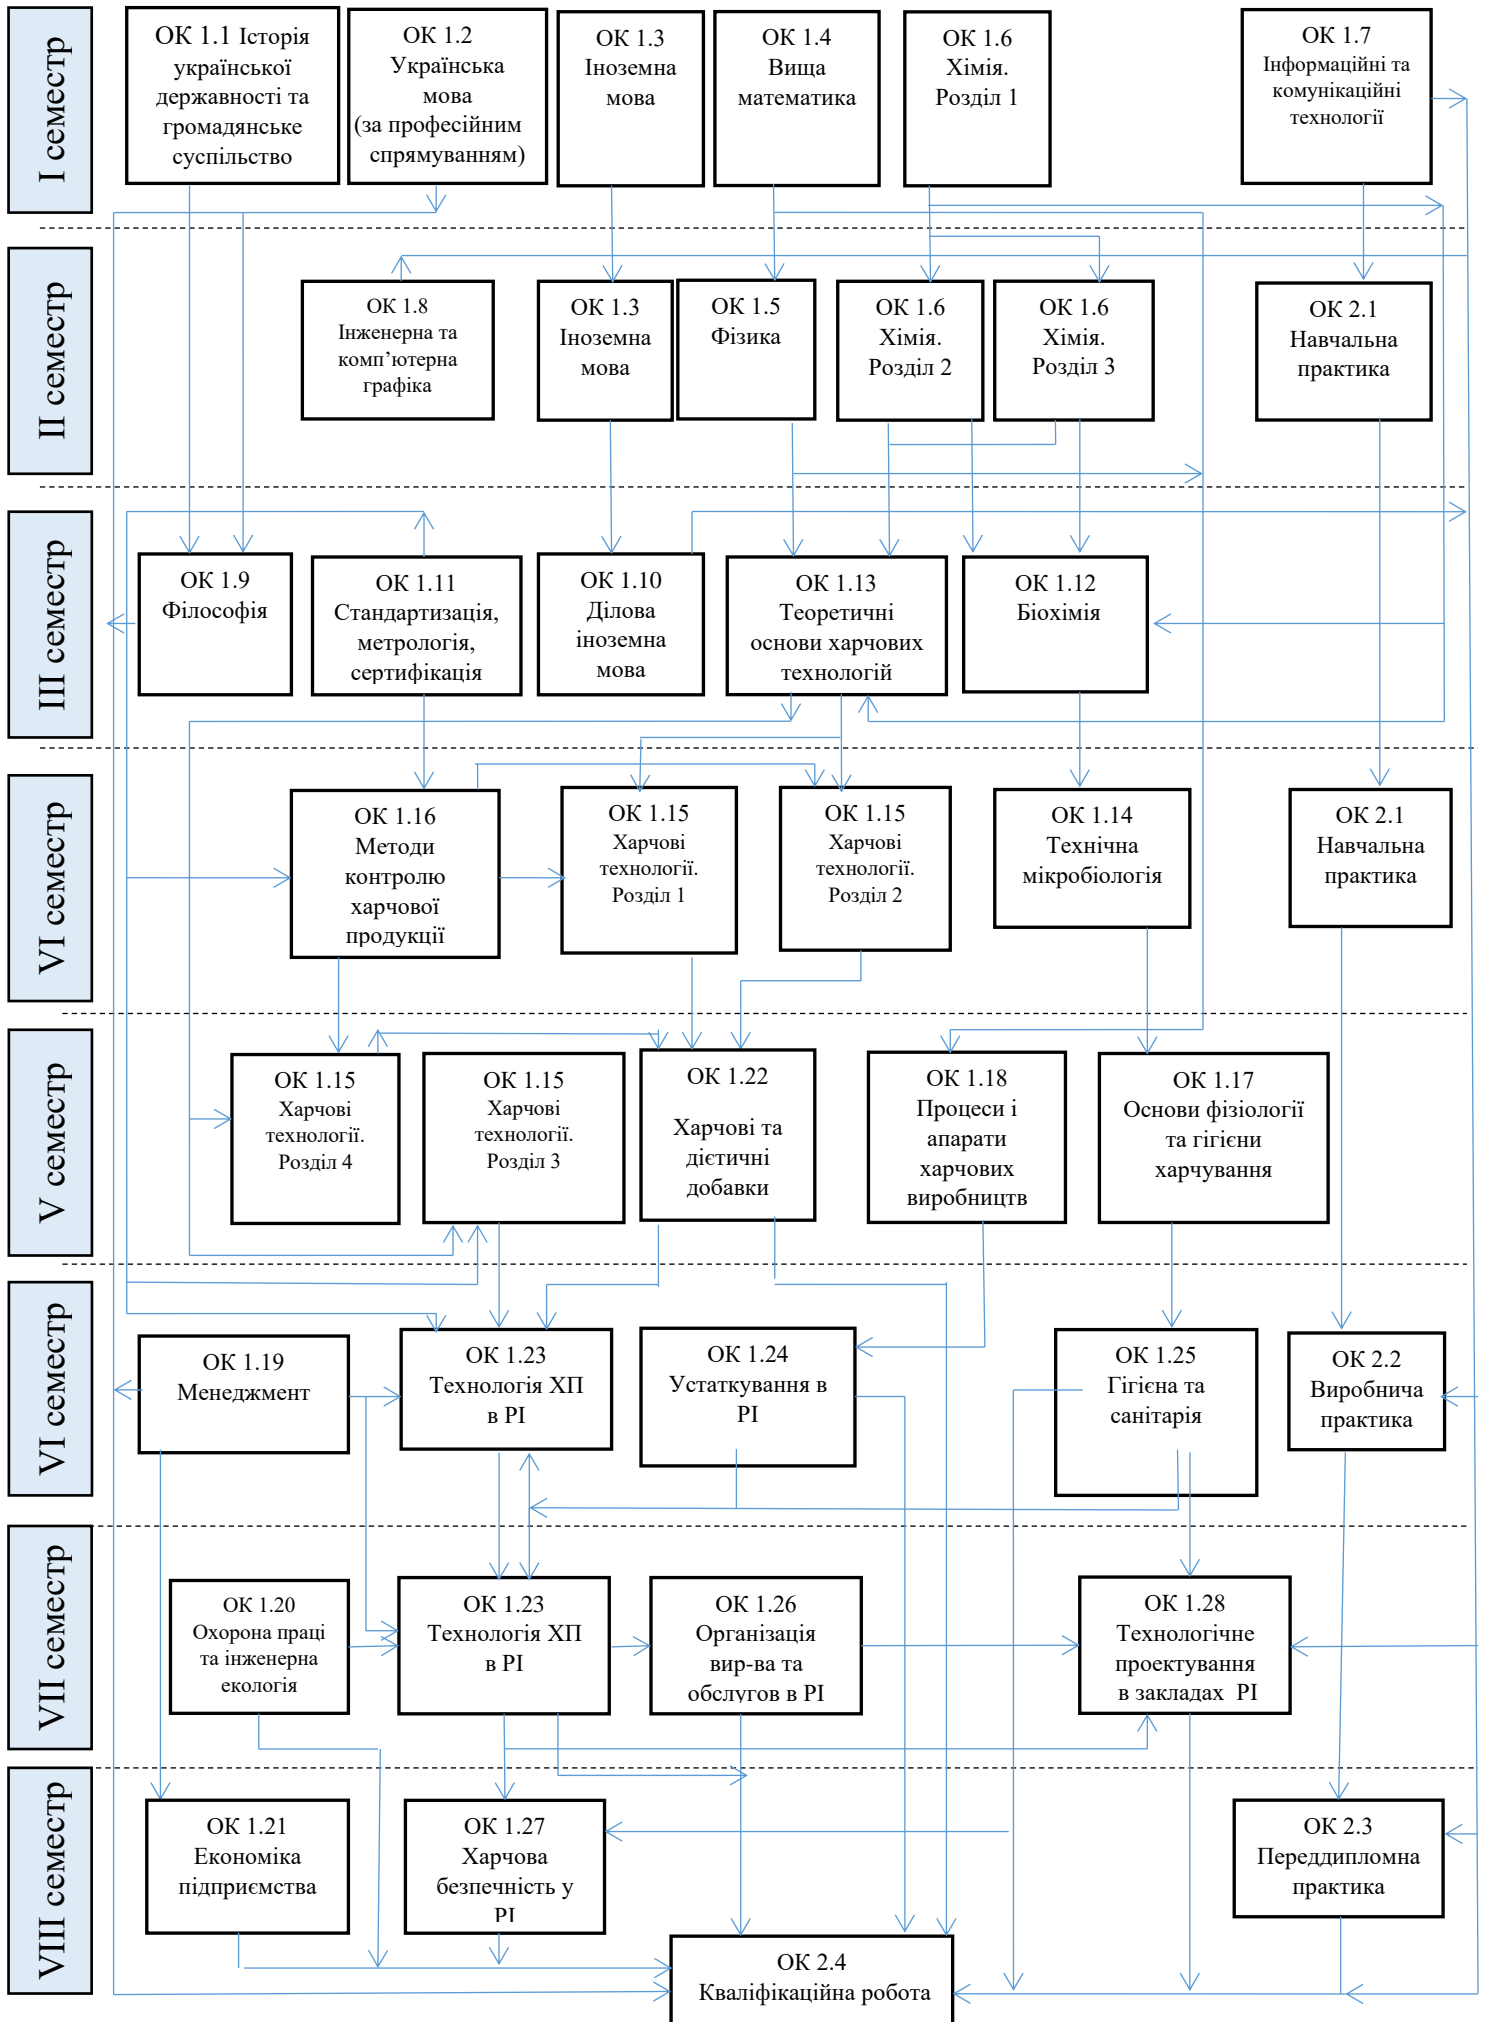 I семестр
ОК 1.1 Історія
української
державності та
громадянське
суспільство
ОК 1.2
Українська
мова
(за професійним
спрямуванням)
ОК 1.3
Іноземна
мова
ОК 1.4
Вища
математика
ОК 1.6
Хімія.
Розділ 1
ОК 1.7
Інформаційні та
комунікаційні
технології
II семестр
ОК 1.8
Інженерна та
комп’ютерна
графіка
ОК 1.3
Іноземна
мова
ОК 1.5
Фізика
ОК 1.6
Хімія.
Розділ 2
ОК 1.6
Хімія.
Розділ 3
ОК 2.1
Навчальна
практика
III семестр
ОК 1.9
Філософія
ОК 1.11
Стандартизація,
метрологія,
сертифікація
ОК 1.10
Ділова
іноземна
мова
ОК 1.13
Теоретичні
основи харчових
технологій
ОК 1.12
Біохімія
VI семестр
ОК 1.16
Методи
контролю
харчової
продукції
ОК 1.15
Харчові
технології.
Розділ 1
ОК 1.15
Харчові
технології.
Розділ 2
ОК 1.14
Технічна
мікробіологія
ОК 2.1
Навчальна
практика
V семестр
ОК 1.15
Харчові
технології.
Розділ 4
ОК 1.15
Харчові
технології.
Розділ 3
ОК 1.22
Харчові та
дієтичні
добавки
ОК 1.18
Процеси і
апарати
харчових
виробництв
ОК 1.17
Основи фізіології
та гігієни
харчування
VI семестр
ОК 1.19
Менеджмент
ОК 1.23
Технологія ХП
в РІ
ОК 1.24
Устаткування в
РІ
ОК 1.25
Гігієна та
санітарія
ОК 2.2
Виробнича
практика
VII семестр
ОК 1.20
Охорона праці
та інженерна
екологія
ОК 1.23
Технологія ХП
в РІ
ОК 1.26
Організація
вир-ва та
обслугов в РІ
ОК 1.28
Технологічне
проектування
в закладах РІ
VIII семестр
ОК 1.21
Економіка
підприємства
ОК 1.27
Харчова
безпечність у
РІ
ОК 2.3
Переддипломна
практика
ОК 2.4
Кваліфікаційна робота